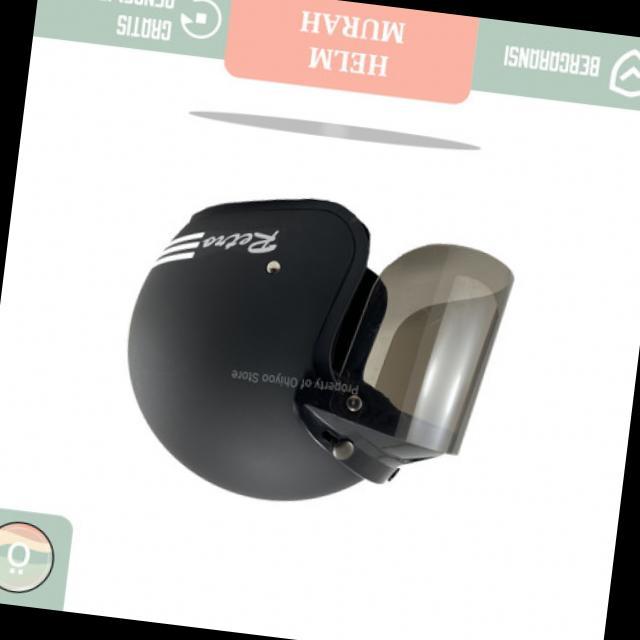 Ö
Property of Ohiyoo Store
Retro
BERGARANSI
HELM
MURAH
GRATIS